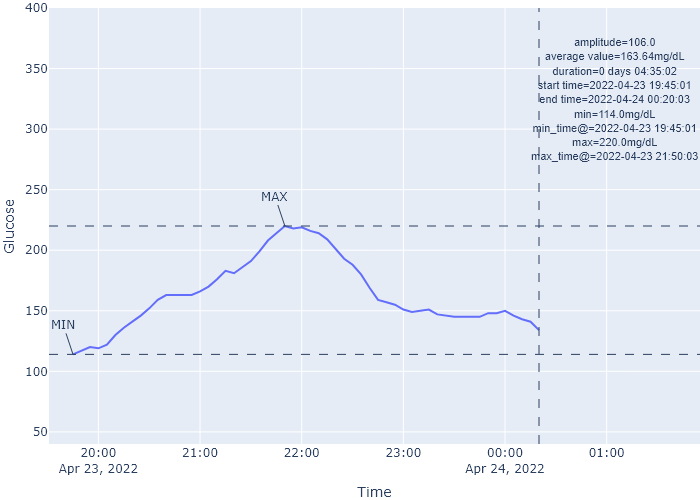 400
350
300
250
200
150
100
50
Glucose
amplitude=106.0
average value=163.64mg/dL
duration=0 days 04:35:02
start time=2022-04-23 19:45:01
end time=2022-04-24 00:20:03
min=114.0mg/dL
min_time@=2022-04-23 19:45:01
max=220.0mg/dL
max_time@=2022-04-23 21:50:03
MAX
MIN
20:00 21:00 22:00 23:00 00:00 01:00
Apr 23, 2022 Apr 24, 2022
Time